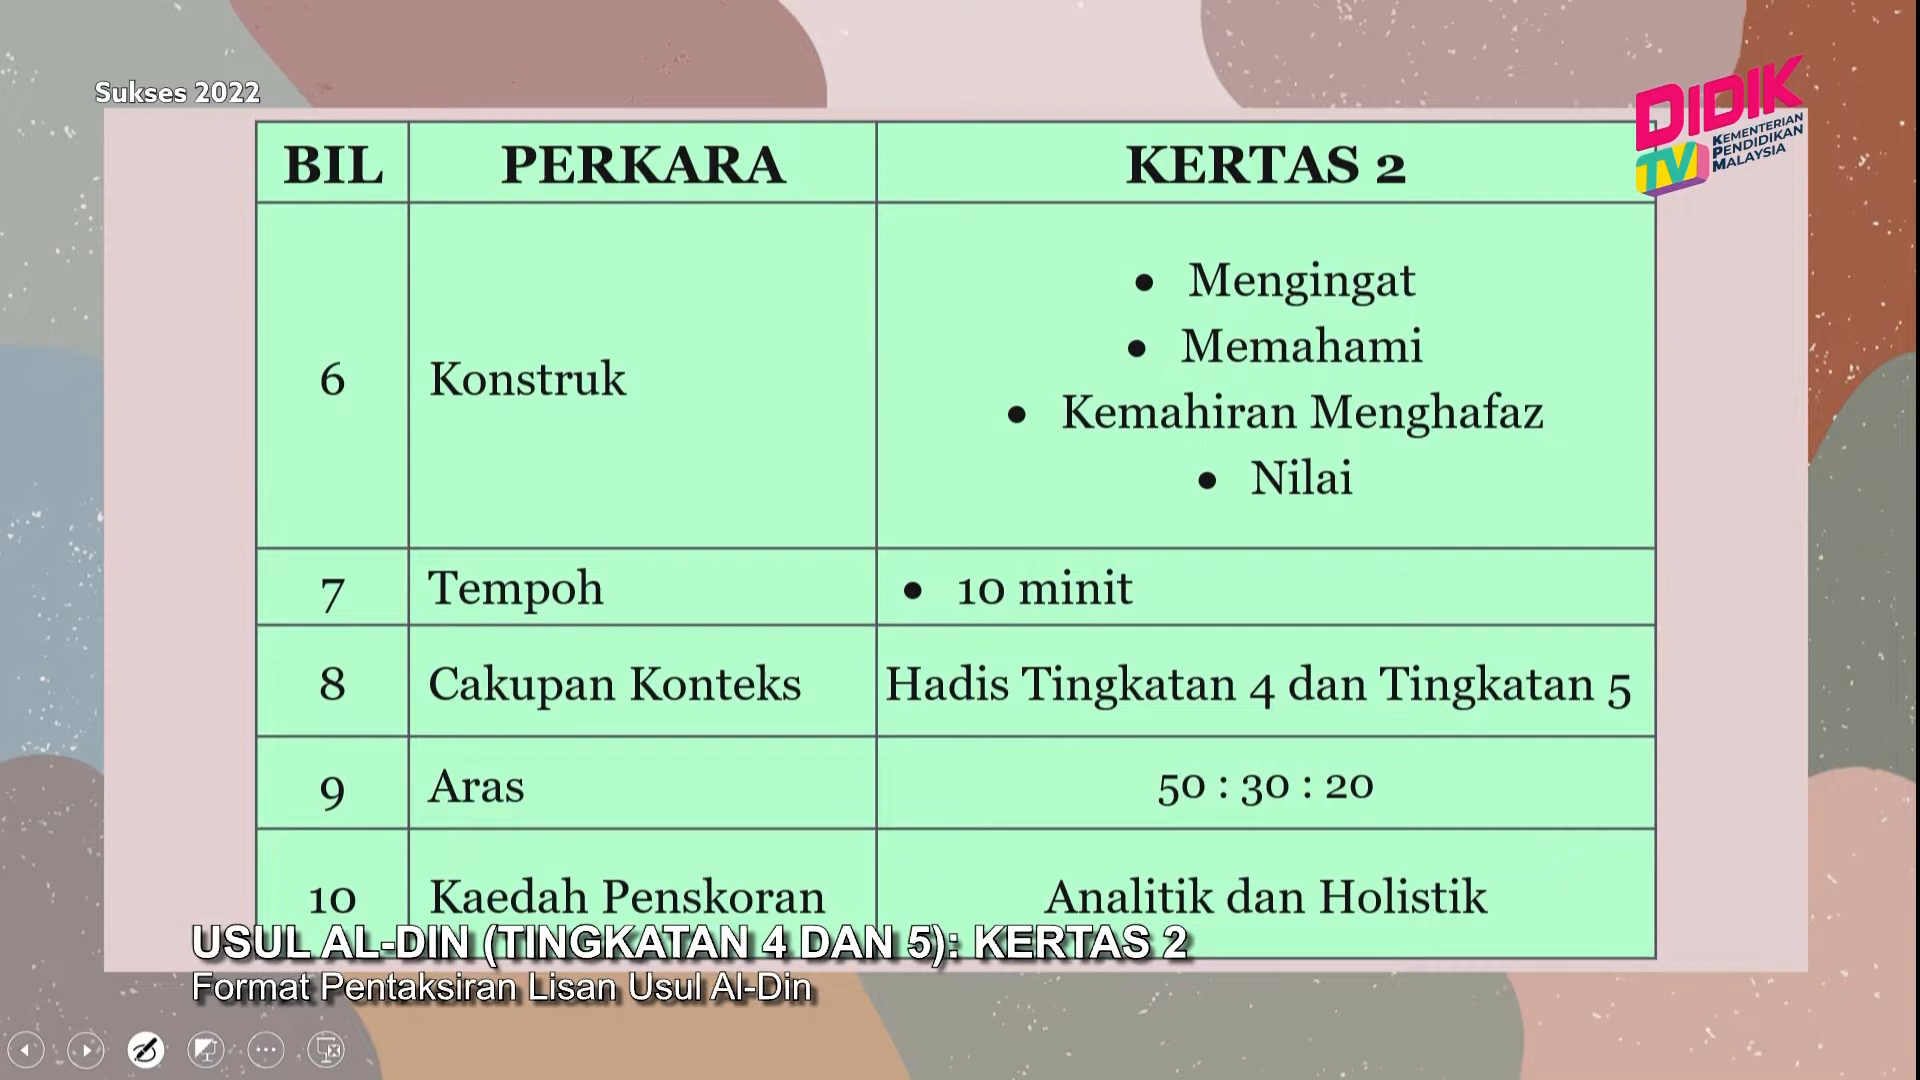 Sukses 2022
DIDIK
TV
KEMENTERIAN
PENDIDIKAN
MALAYSIA
BIL PERKARA KERTAS 2
6 Konstruk
• Mengingat
• Memahami
• Kemahiran Menghafaz
• Nilai
7 Tempoh • 10 minit
8 Cakupan Konteks Hadis Tingkatan 4 dan Tingkatan 5
9 Aras 50 : 30 : 20
10 Kaedah Penskoran Analitik dan Holistik
USUL AL-DIN (TINGKATAN 4 DAN 5): KERTAS 2
Format Pentaksiran Lisan Usul Al-Din